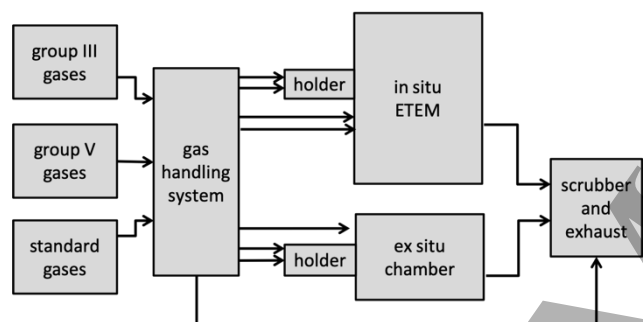 group III
gases
group V
gases
standard
gases
gas
handling
system
holder
in situ
ETEM
holder
ex situ
chamber
scrubber
and
exhaust